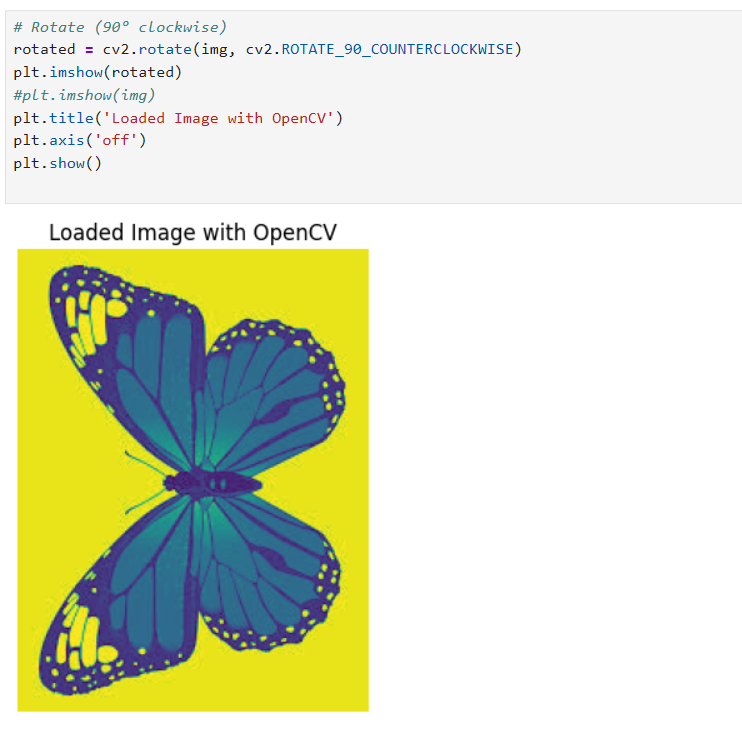 # Rotate (90° clockwise)
rotated = cv2.rotate(img, cv2.ROTATE_90_COUNTERCLOCKWISE)
plt.imshow(rotated)
#plt.imshow(img)
plt.title('Loaded Image with OpenCV')
plt.axis('off')
plt.show()
Loaded Image with OpenCV